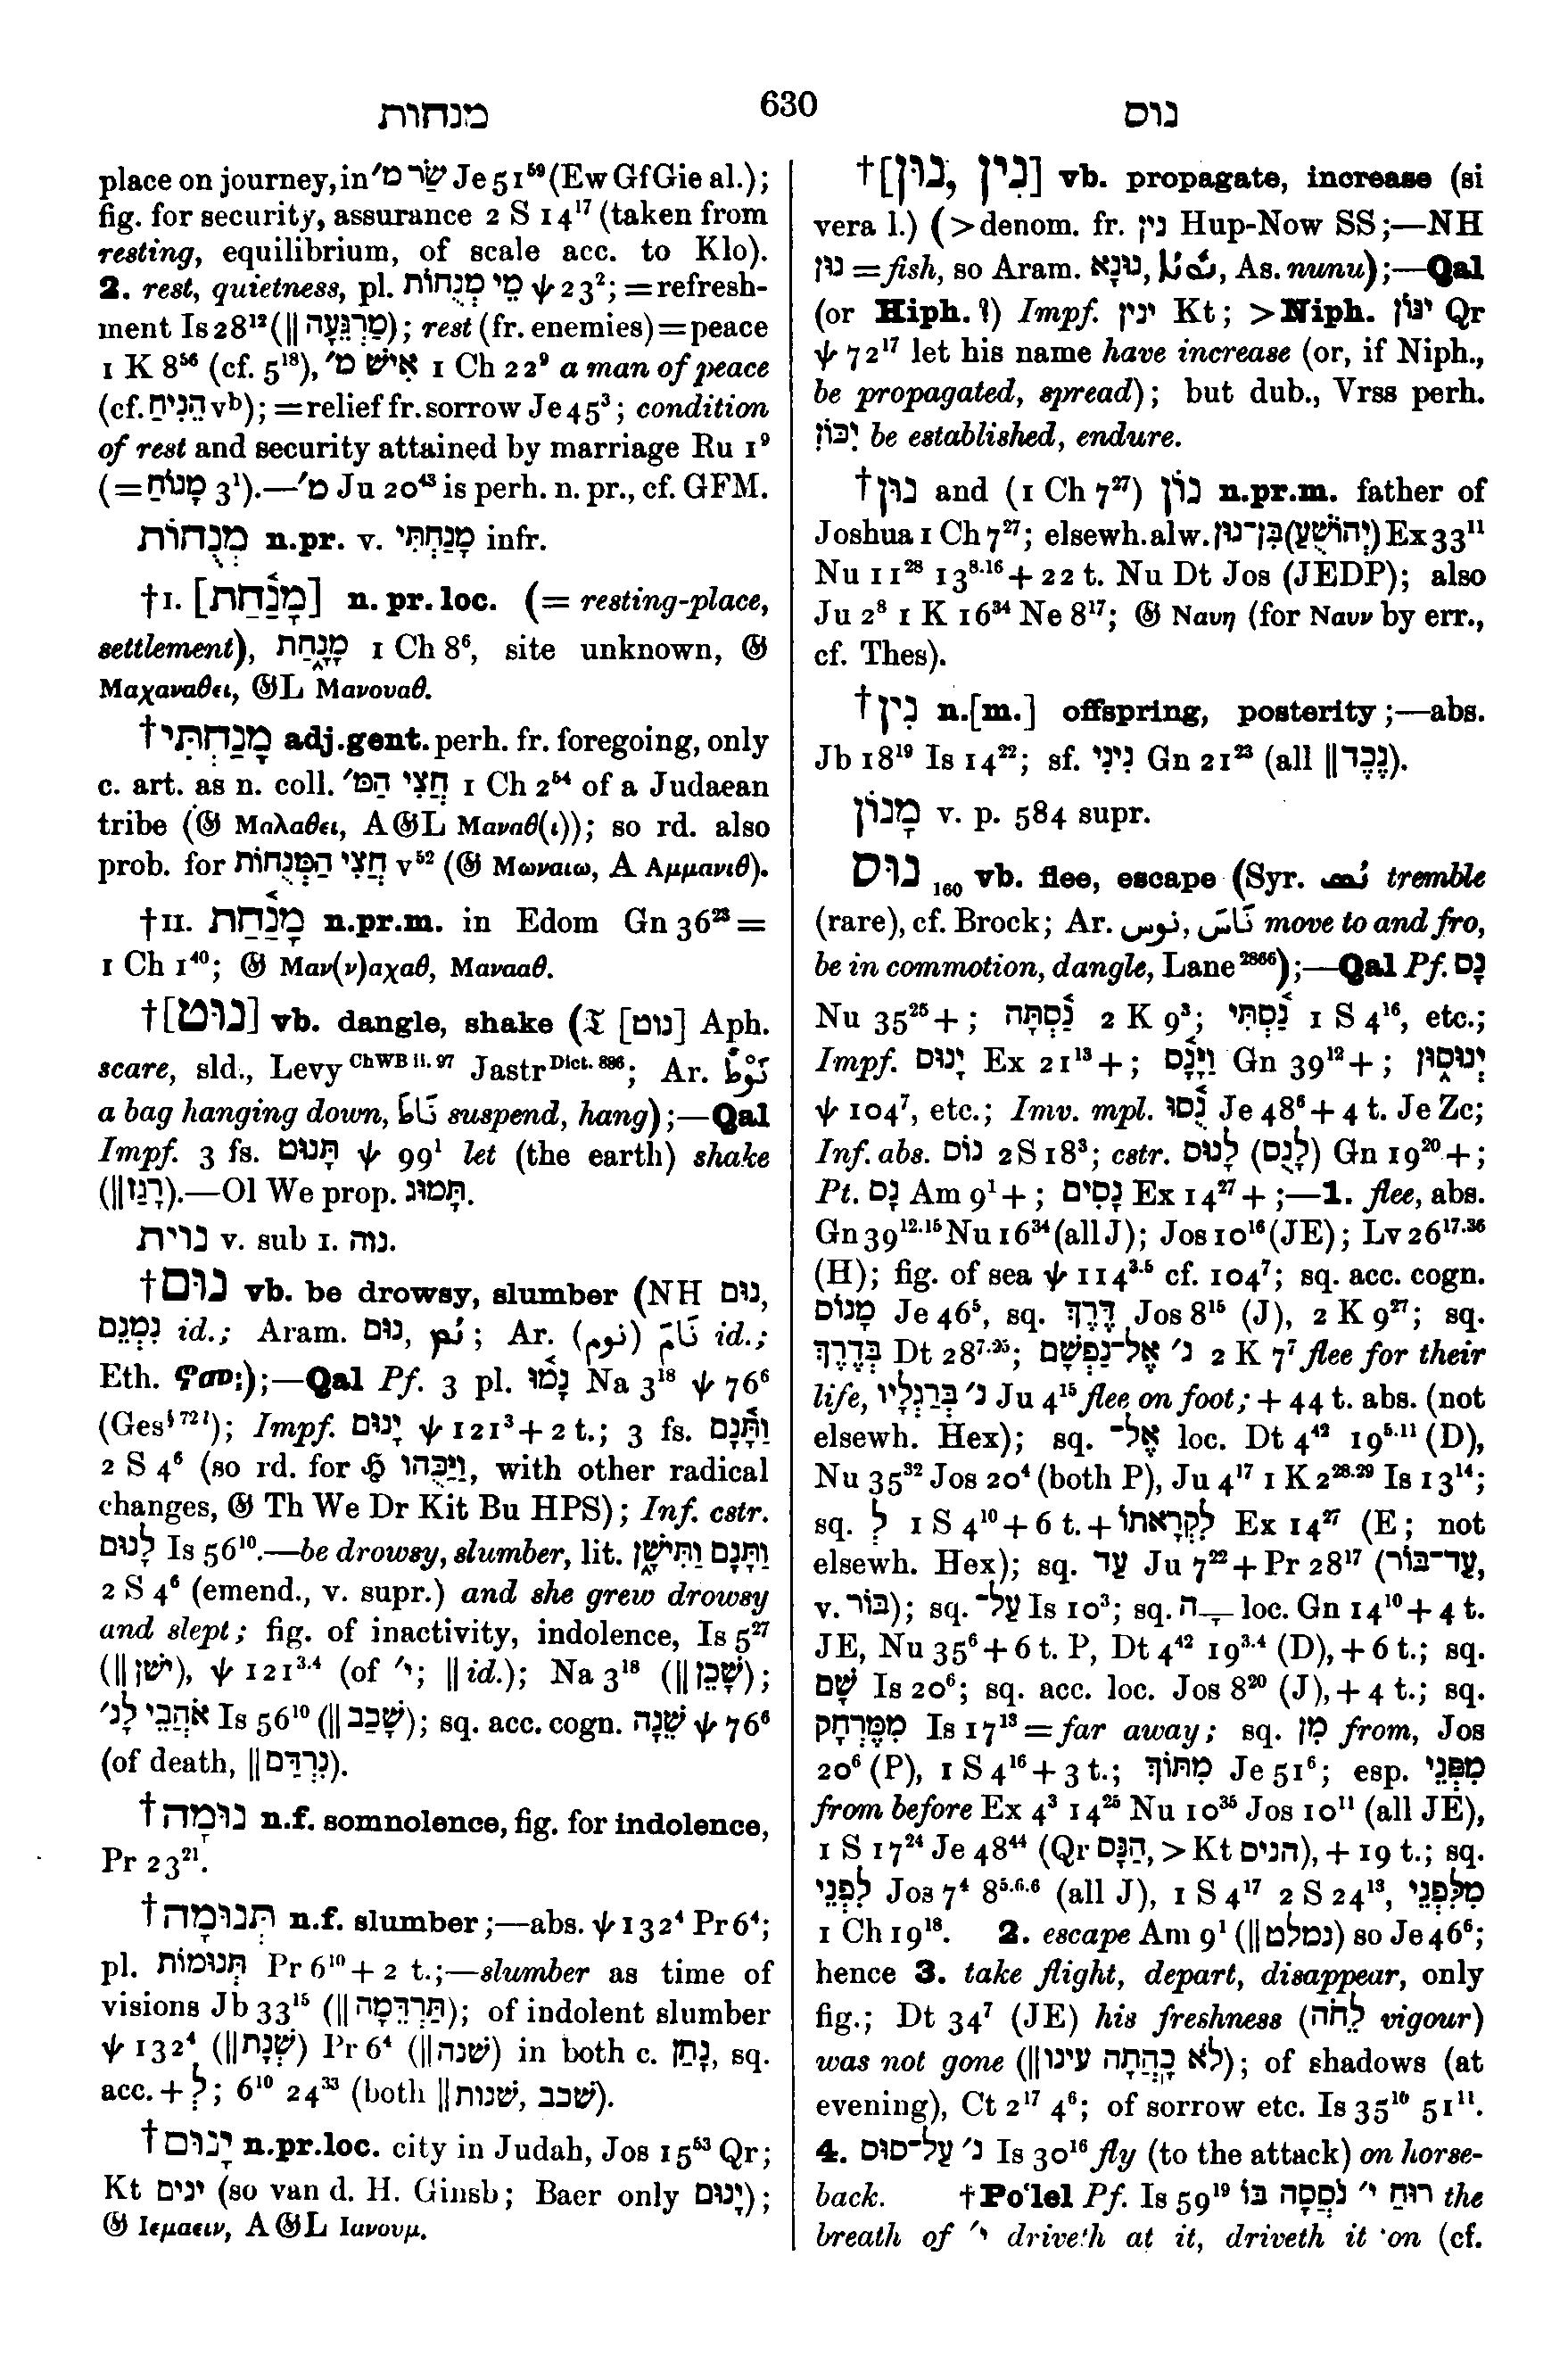 מנחות
630
נוס
place on journey, in שַׂר מ׳ Je 51⁵⁹ (Ew Gf Gie al.);
fig. for security, assurance 2 S 14¹⁷ (taken from
resting, equilibrium, of scale acc. to Klo).
2. rest, quietness, pl. מֵי מְנֻחוֹת ψ 23²; = refresh-
ment Is 28¹² (|| מַרְגֵּעָה); rest (fr. enemies) = peace
1 K 8⁵⁶ (cf. 5¹⁸), אִישׁ מ׳ 1 Ch 22⁹ a man of peace
(cf. הֵנִיחַ vb); = relief fr. sorrow Je 45³; condition
of rest and security attained by marriage Ru 1⁹
(= מָנוֹחַ 3¹).—מ׳ Ju 20⁴³ is perh. n. pr., cf. GFM.
מְנֻחוֹת n.pr. v. מָנַחְתִּי infr.
†I. [מָנַ֫חַת] n. pr. loc. (= resting-place,
settlement), מָנָ֑חַת 1 Ch 8⁶, site unknown, 𝔊
Μαχαναθει, 𝔊L Μανουαθ.
†מָנַחְתִּי adj.gent. perh. fr. foregoing, only
c. art. as n. coll. חֲצִי הַמּ׳ 1 Ch 2⁵⁴ of a Judaean
tribe (𝔊 Μαλαθει, A 𝔊L Μαναθ(ι)); so rd. also
prob. for חֲצִי הַמְּנֻחוֹת v⁵² (𝔊 Μωναιω, A Αμμανιθ).
†II. מָנַ֫חַת n.pr.m. in Edom Gn 36²³ =
1 Ch 1⁴⁰; 𝔊 Μαν(ν)αχαθ, Μανααθ.
†[נוּט] vb. dangle, shake (𝔗 [נוט] Aph.
scare, sld., Levy ChWB ii. 97 Jastr Dict. 886; Ar. نَوْطٌ
a bag hanging down, نَاطَ suspend, hang);—Qal
Impf. 3 fs. תָּנוּט ψ 99¹ let (the earth) shake
(|| רָגַז).—Ol We prop. תָּמוּג.
נוית v. sub I. נוה.
†נוּם vb. be drowsy, slumber (NH נוּם,
נִמְנֵם id.; Aram. נוּם, ܢܳܡ; Ar. نَامَ (نوم) id.;
Eth. ኖመ፡);—Qal Pf. 3 pl. נָ֫מוּ Na 3¹⁸ ψ 76⁶
(Ges§ 72 l); Impf. יָנוּם ψ 121³ + 2 t.; 3 fs. וַתָּ֫נָם
2 S 4⁶ (so rd. for ℌ וַיַּכֻּהוּ, with other radical
changes, 𝔊 Th We Dr Kit Bu HPS); Inf. cstr.
לָנוּם Is 56¹⁰.—be drowsy, slumber, lit. וַתָּנָם וַתִּישָׁ֑ן
2 S 4⁶ (emend., v. supr.) and she grew drowsy
and slept; fig. of inactivity, indolence, Is 5²⁷
(|| יָשֵׁן), ψ 121³·⁴ (of י׳; || id.); Na 3¹⁸ (|| שָׁכַן);
אֹהֲבֵי לָנ׳ Is 56¹⁰ (|| שָׁכַב); sq. acc. cogn. שֵׁנָה ψ 76⁶
(of death, || נִרְדַּם).
†נוּמָה n.f. somnolence, fig. for indolence,
Pr 23²¹.
†תְּנוּמָה n.f. slumber;—abs. ψ 132⁴ Pr 6⁴;
pl. תְּנוּמוֹת Pr 6¹⁰ + 2 t.;—slumber as time of
visions Jb 33¹⁵ (|| תַּרְדֵּמָה); of indolent slumber
ψ 132⁴ (|| שְׁנָת) Pr 6⁴ (|| שנה) in both c. נָתַן, sq.
acc. + לְ; 6¹⁰ 24³³ (both || שנות, שכב).
†יָנוּם n.pr.loc. city in Judah, Jos 15⁵³ Qr;
Kt ינים (so van d. H. Ginsb; Baer only יָנוּם);
𝔊 Ιεμαειν, A 𝔊L Ιανουμ.
†[נִין, נוּן] vb. propagate, increase (si
vera l.) (> denom. fr. נִין Hup-Now SS;—NH
נוּן = fish, so Aram. נוּנָא, ܢܽܘܢܳܐ, As. nunu);—Qal
(or Hiph.?) Impf. ינין Kt; > Niph. יִנּוֹן Qr
ψ 72¹⁷ let his name have increase (or, if Niph.,
be propagated, spread); but dub., Vrss perh.
יִכּוֹן be established, endure.
†נוּן and (1 Ch 7²⁷) נוֹן n.pr.m. father of
Joshua 1 Ch 7²⁷; elsewh. alw. (יְהוֹשֻׁעַ) בִּן־נוּן Ex 33¹¹
Nu 11²⁸ 13⁸·¹⁶ + 22 t. Nu Dt Jos (JEDP); also
Ju 2⁸ 1 K 16³⁴ Ne 8¹⁷; 𝔊 Ναυη (for Ναυν by err.,
cf. Thes).
†נִין n.[m.] offspring, posterity;—abs.
Jb 18¹⁹ Is 14²²; sf. נִינִי Gn 21²³ (all || נֶכֶד).
מָנוֹן v. p. 584 supr.
נוּס ₁₆₀ vb. flee, escape (Syr. ܢܳܣ tremble
(rare), cf. Brock; Ar. نَاسَ, نوس move to and fro,
be in commotion, dangle, Lane ²⁸⁶⁶);—Qal Pf. נָס
Nu 35²⁵ +; נָ֫סְתָּה 2 K 9³; נַ֫סְתִּי 1 S 4¹⁶, etc.;
Impf. יָנוּס Ex 21¹³ +; וַיָּ֫נָס Gn 39¹² +; יְנוּס֑וּן
ψ 104⁷, etc.; Imv. mpl. נֻ֫סוּ Je 48⁶ + 4 t. Je Zc;
Inf. abs. נוֹס 2 S 18³; cstr. לָנוּס (לָנֻס) Gn 19²⁰ +;
Pt. נָס Am 9¹ +; נָסִים Ex 14²⁷ +;—1. flee, abs.
Gn 39¹²·¹⁵ Nu 16³⁴ (all J); Jos 10¹⁶ (JE); Lv 26¹⁷·³⁶
(H); fig. of sea ψ 114³·⁵ cf. 104⁷; sq. acc. cogn.
מָנוֹס Je 46⁵, sq. דֶּרֶךְ Jos 8¹⁵ (J), 2 K 9²⁷; sq.
בְּדֶרֶךְ Dt 28⁷·²⁵; נ׳ אֶל־נַפְשָׁם 2 K 7⁷ flee for their
life, נ׳ בְּרַגְלָיו Ju 4¹⁵ flee on foot; + 44 t. abs. (not
elsewh. Hex); sq. אֶל־ loc. Dt 4⁴² 19⁵·¹¹ (D),
Nu 35³² Jos 20⁴ (both P), Ju 4¹⁷ 1 K 2²⁸·²⁹ Is 13¹⁴;
sq. לְ 1 S 4¹⁰ + 6 t. + לִקְרָאתוֹ Ex 14²⁷ (E; not
elsewh. Hex); sq. עַד Ju 7²² + Pr 28¹⁷ (עַד־בּוֹר,
v. בּוֹר); sq. עַל־ Is 10³; sq. ־ָה loc. Gn 14¹⁰ + 4 t.
JE, Nu 35⁶ + 6 t. P, Dt 4⁴² 19³·⁴ (D), + 6 t.; sq.
שָׁם Is 20⁶; sq. acc. loc. Jos 8²⁰ (J), + 4 t.; sq.
מִמֶּרְחָק Is 17¹³ = far away; sq. מִן from, Jos
20⁶ (P), 1 S 4¹⁶ + 3 t.; מִתּוֹךְ Je 51⁶; esp. מִפְּנֵי
from before Ex 4³ 14²⁵ Nu 10³⁵ Jos 10¹¹ (all JE),
1 S 17²⁴ Je 48⁴⁴ (Qr הַנָּס, > Kt הניס), + 19 t.; sq.
לִפְנֵי Jos 7⁴ 8⁵·⁶·⁶ (all J), 1 S 4¹⁷ 2 S 24¹³, מִלִּפְנֵי
1 Ch 19¹⁸. 2. escape Am 9¹ (|| נמלט) so Je 46⁶;
hence 3. take flight, depart, disappear, only
fig.; Dt 34⁷ (JE) his freshness (לֵחֹה vigour)
was not gone (|| לֹא כָהֲתָה עינו); of shadows (at
evening), Ct 2¹⁷ 4⁶; of sorrow etc. Is 35¹⁰ 51¹¹.
4. נ׳ עַל־סוּס Is 30¹⁶ fly (to the attack) on horse-
back. †Po‘lel Pf. Is 59¹⁹ רוּחַ י׳ נֹסְסָה בוֹ the
breath of י׳ driveth at it, driveth it on (cf.